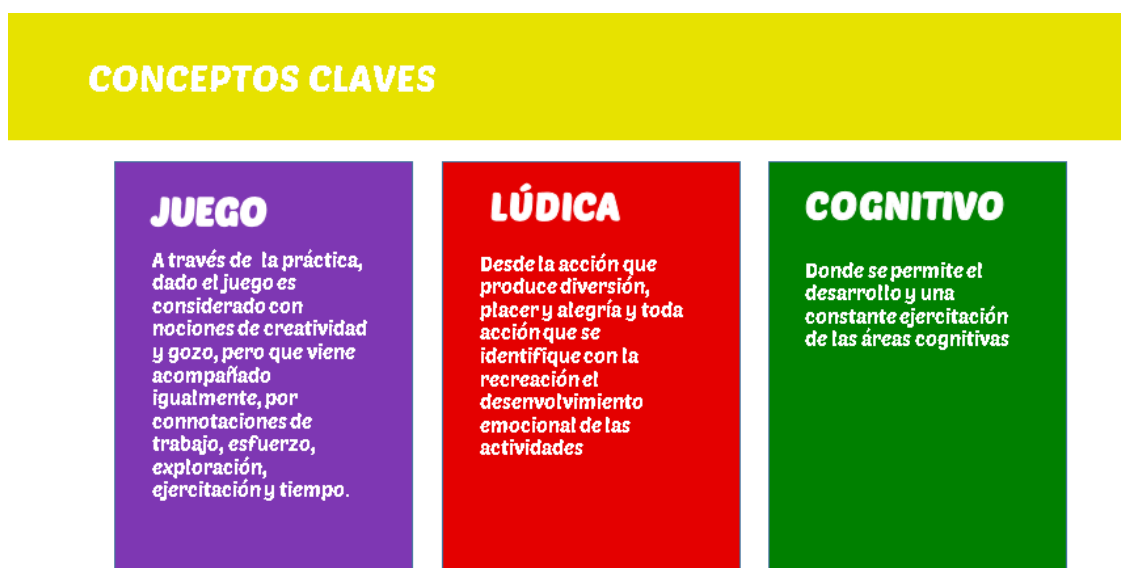 CONCEPTOS CLAVES
JUEGO
A través de la práctica,
dado el juego es
considerado con
nociones de creatividad
y gozo, pero que viene
acompañado
igualmente, por
connotaciones de
trabajo, esfuerzo,
exploración,
ejercitación y tiempo.
LÚDICA
Desde la acción que
produce diversión,
placer y alegría y toda
acción que se
identifique con la
recreación el
desenvolvimiento
emocional de las
actividades
COGNITIVO
Donde se permite el
desarrollo y una
constante ejercitación
de las áreas cognitivas